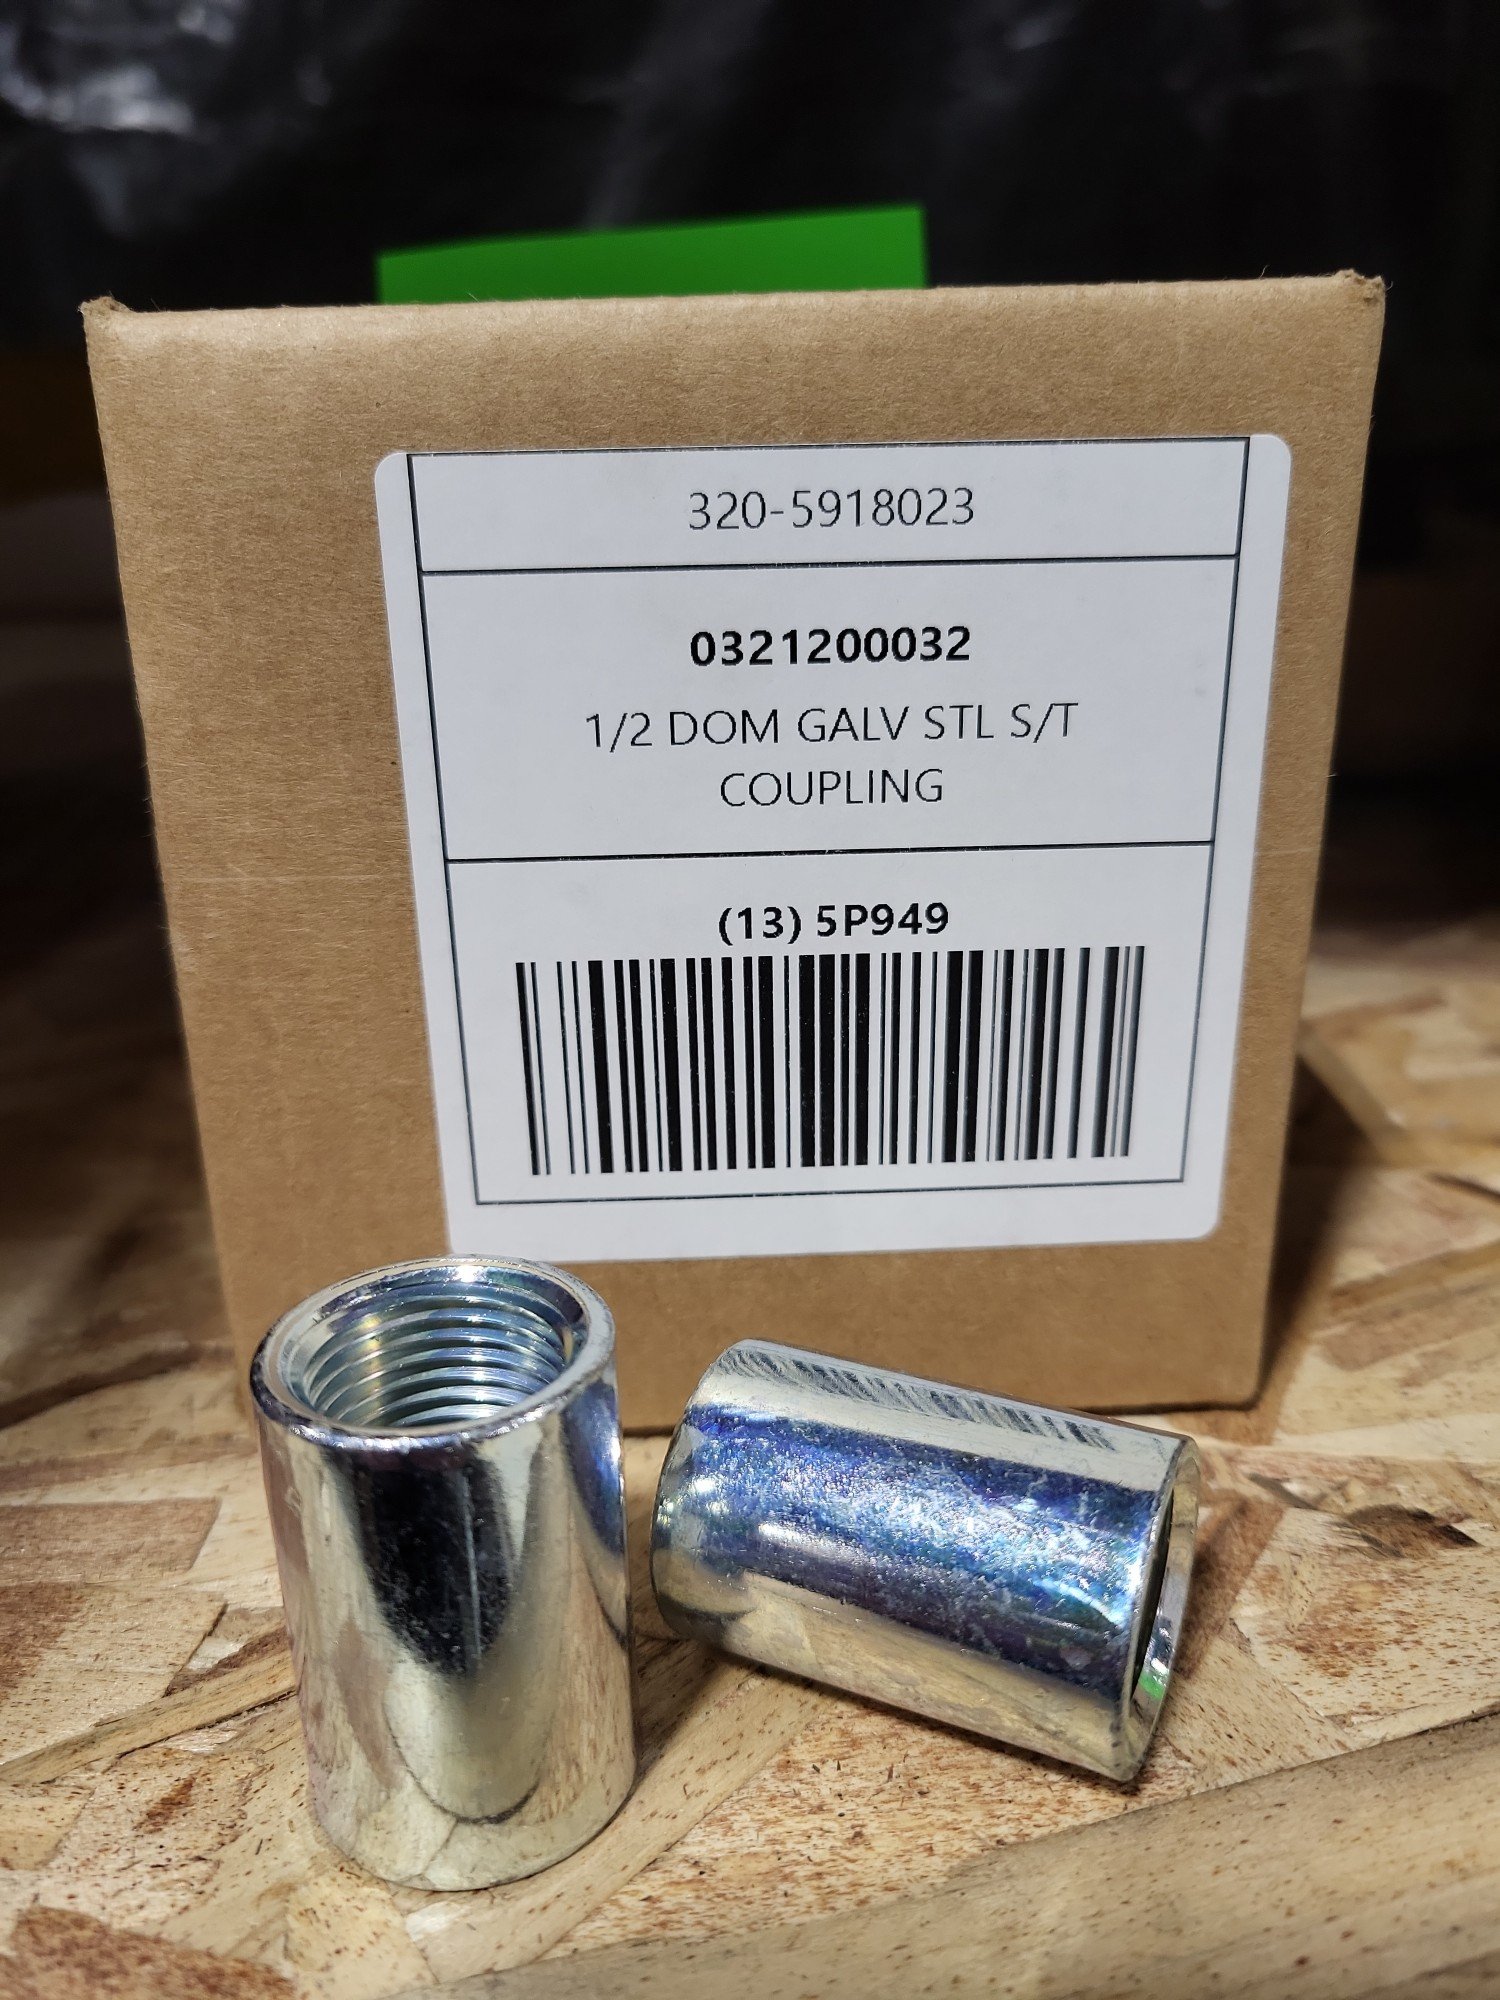 320-5918023
0321200032
1/2 DOM GALV STL S/T
COUPLING
(13) 5P949